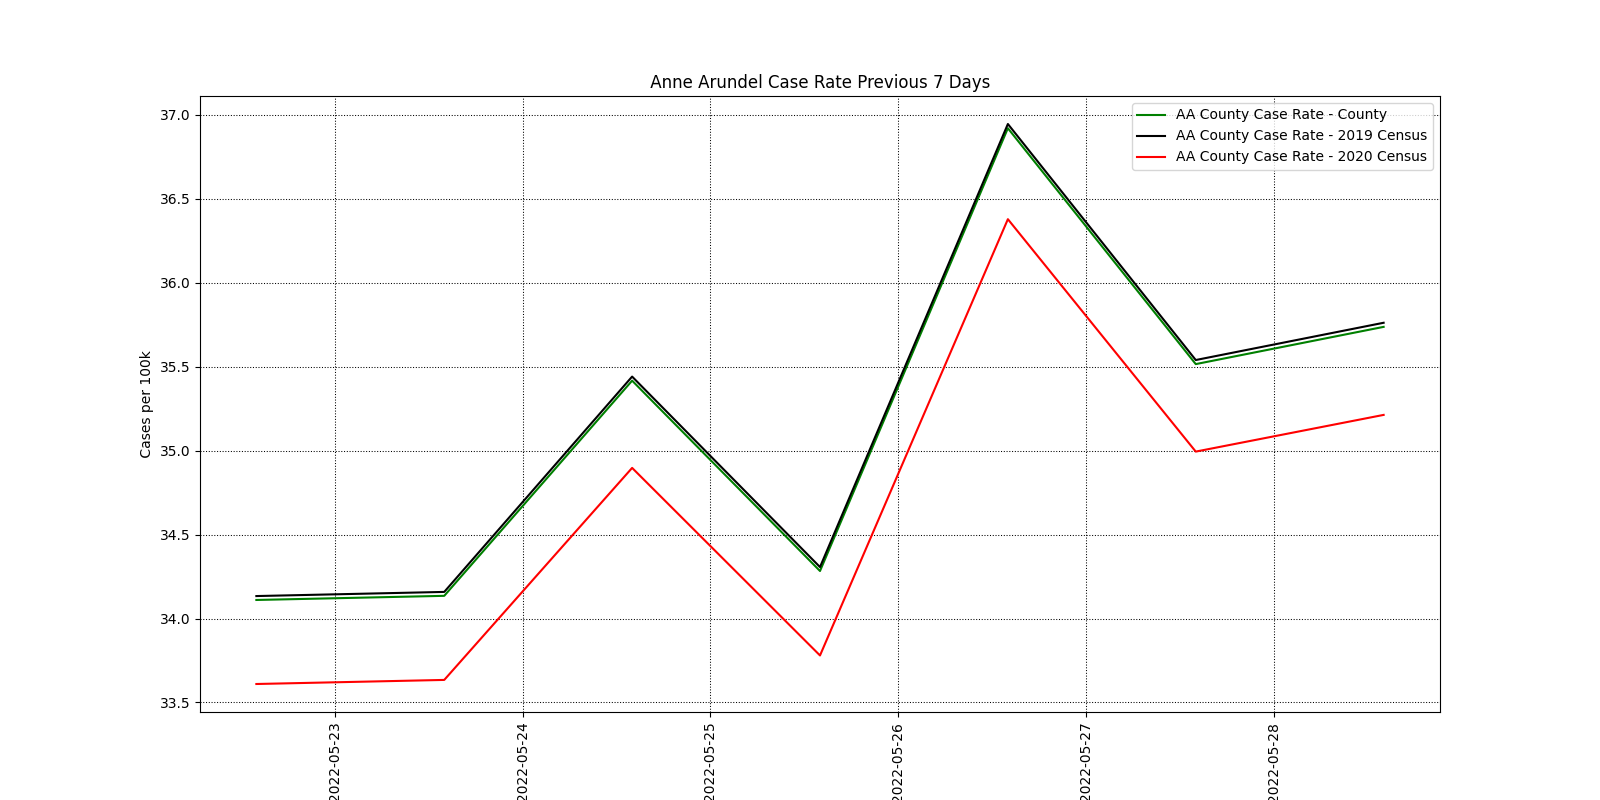 Anne Arundel Case Rate Previous 7 Days
AA County Case Rate - County
AA County Case Rate - 2019 Census
AA County Case Rate - 2020 Census
Cases per 100k
37.0
36.5
36.0
35.5
35.0
34.5
34.0
33.5
2022-05-23
2022-05-24
2022-05-25
2022-05-26
2022-05-27
2022-05-28